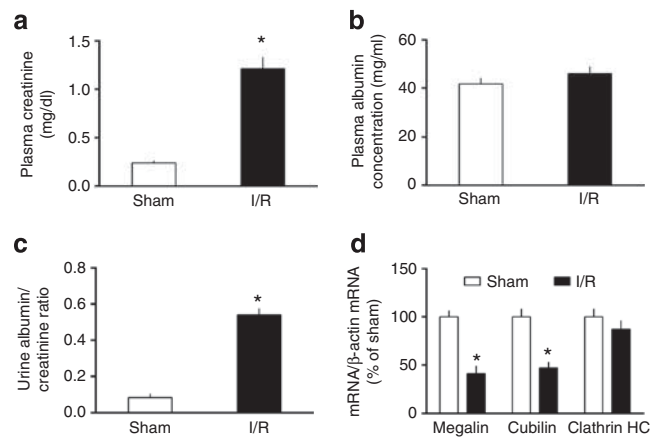 a
Plasma creatinine
(mg/dl)
1.5
1.0
0.5
0.0
*
Sham
I/R
b
Plasma albumin
concentration (mg/ml)
60
40
20
0
Sham
I/R
c
Urine albumin/
creatinine ratio
0.8
0.6
0.4
0.2
0.0
*
Sham
I/R
d
mRNA/β-actin mRNA
(% of sham)
150
100
50
0
Sham
I/R
*
*
Megalin
Cubilin
Clathrin HC